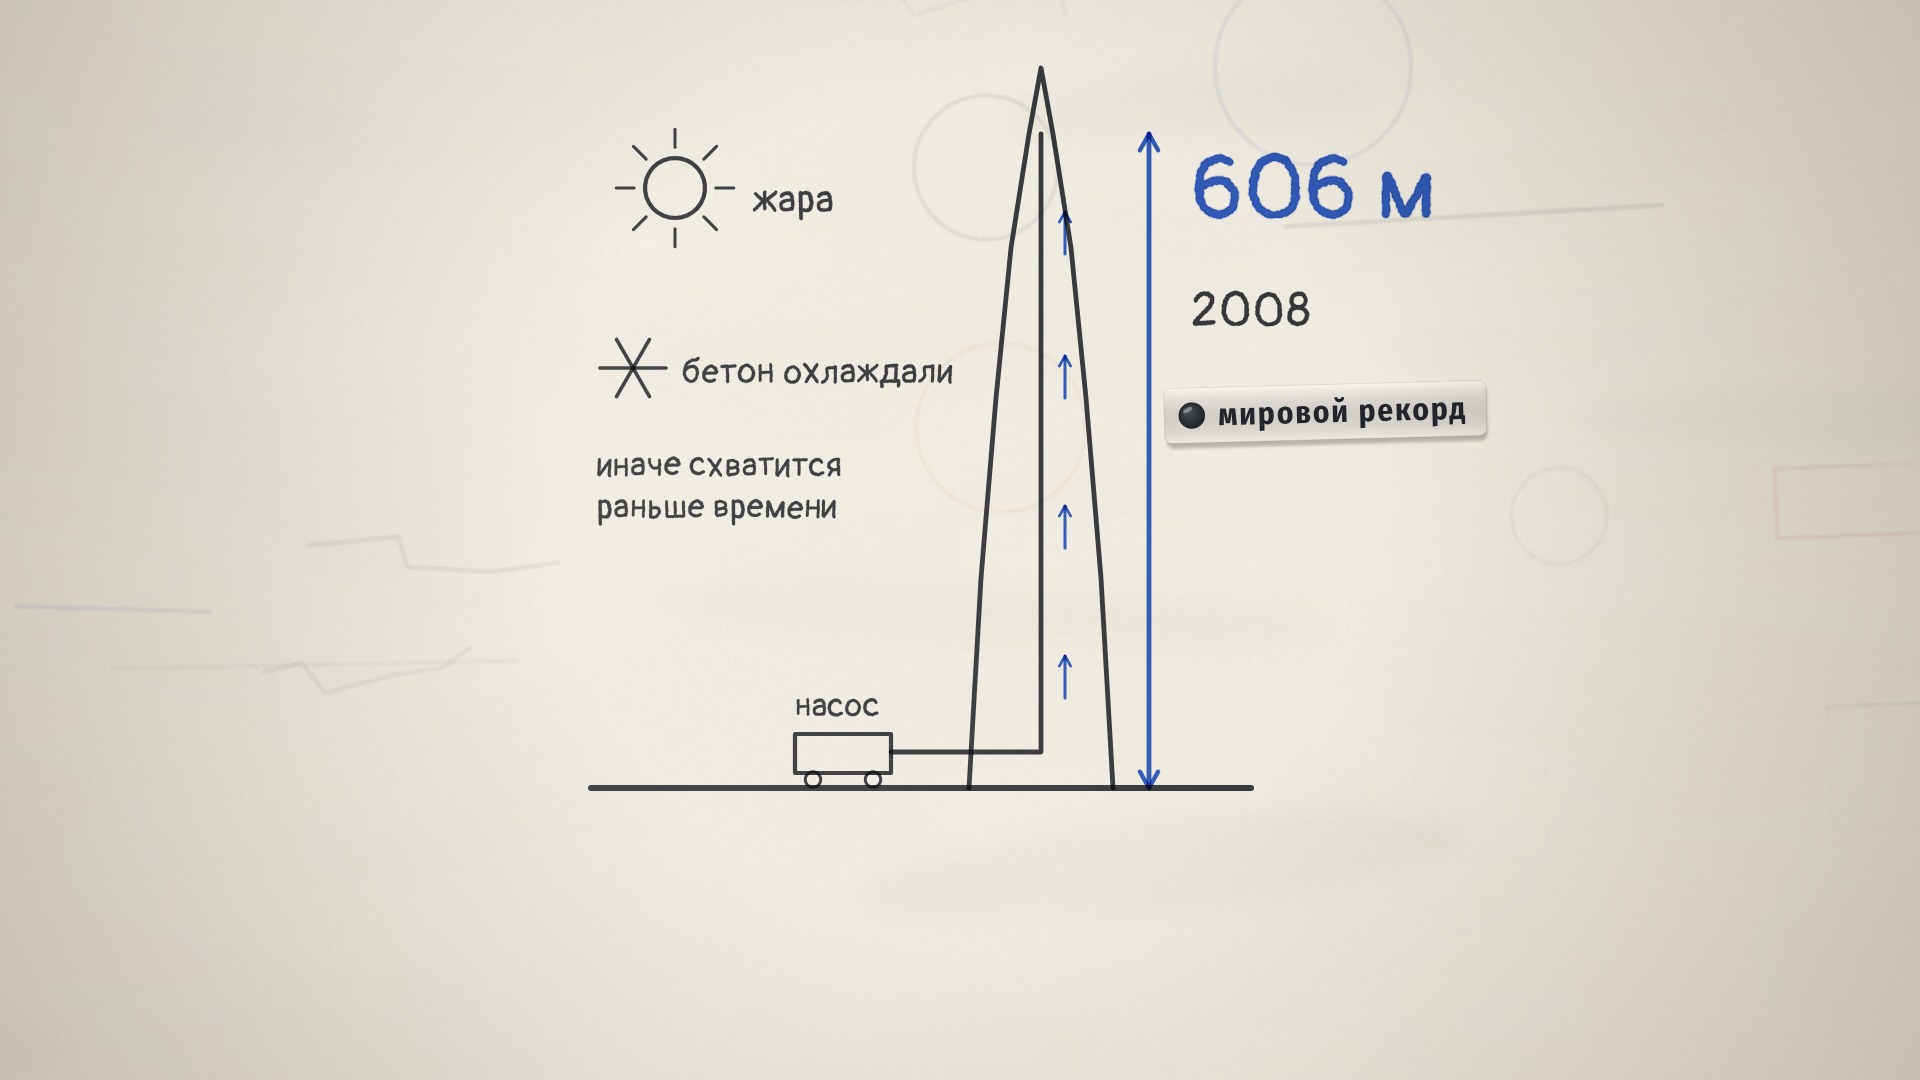 жара
606 м
2008
бетон охлаждали
мировой рекорд
иначе схватится
раньше времени
насос